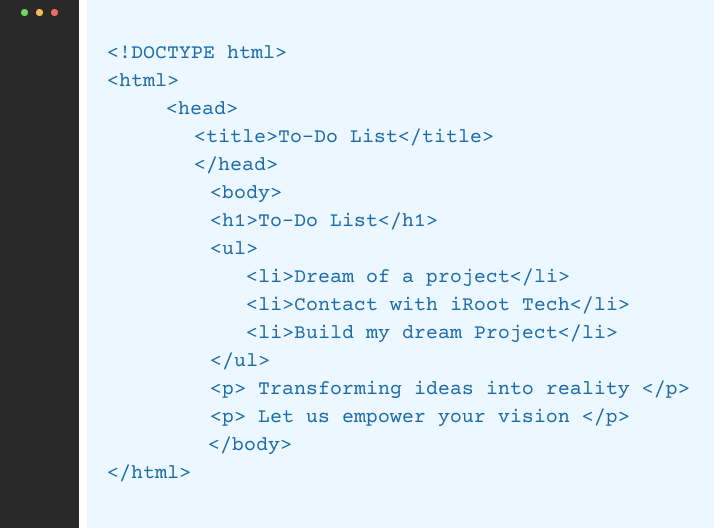 <!DOCTYPE html>
<html>
<head>
<title>To-Do List</title>
</head>
<body>
<h1>To-Do List</h1>
<ul>
<li>Dream of a project</li>
<li>Contact with iRoot Tech</li>
<li>Build my dream Project</li>
</ul>
<p> Transforming ideas into reality </p>
<p> Let us empower your vision </p>
</body>
</html>